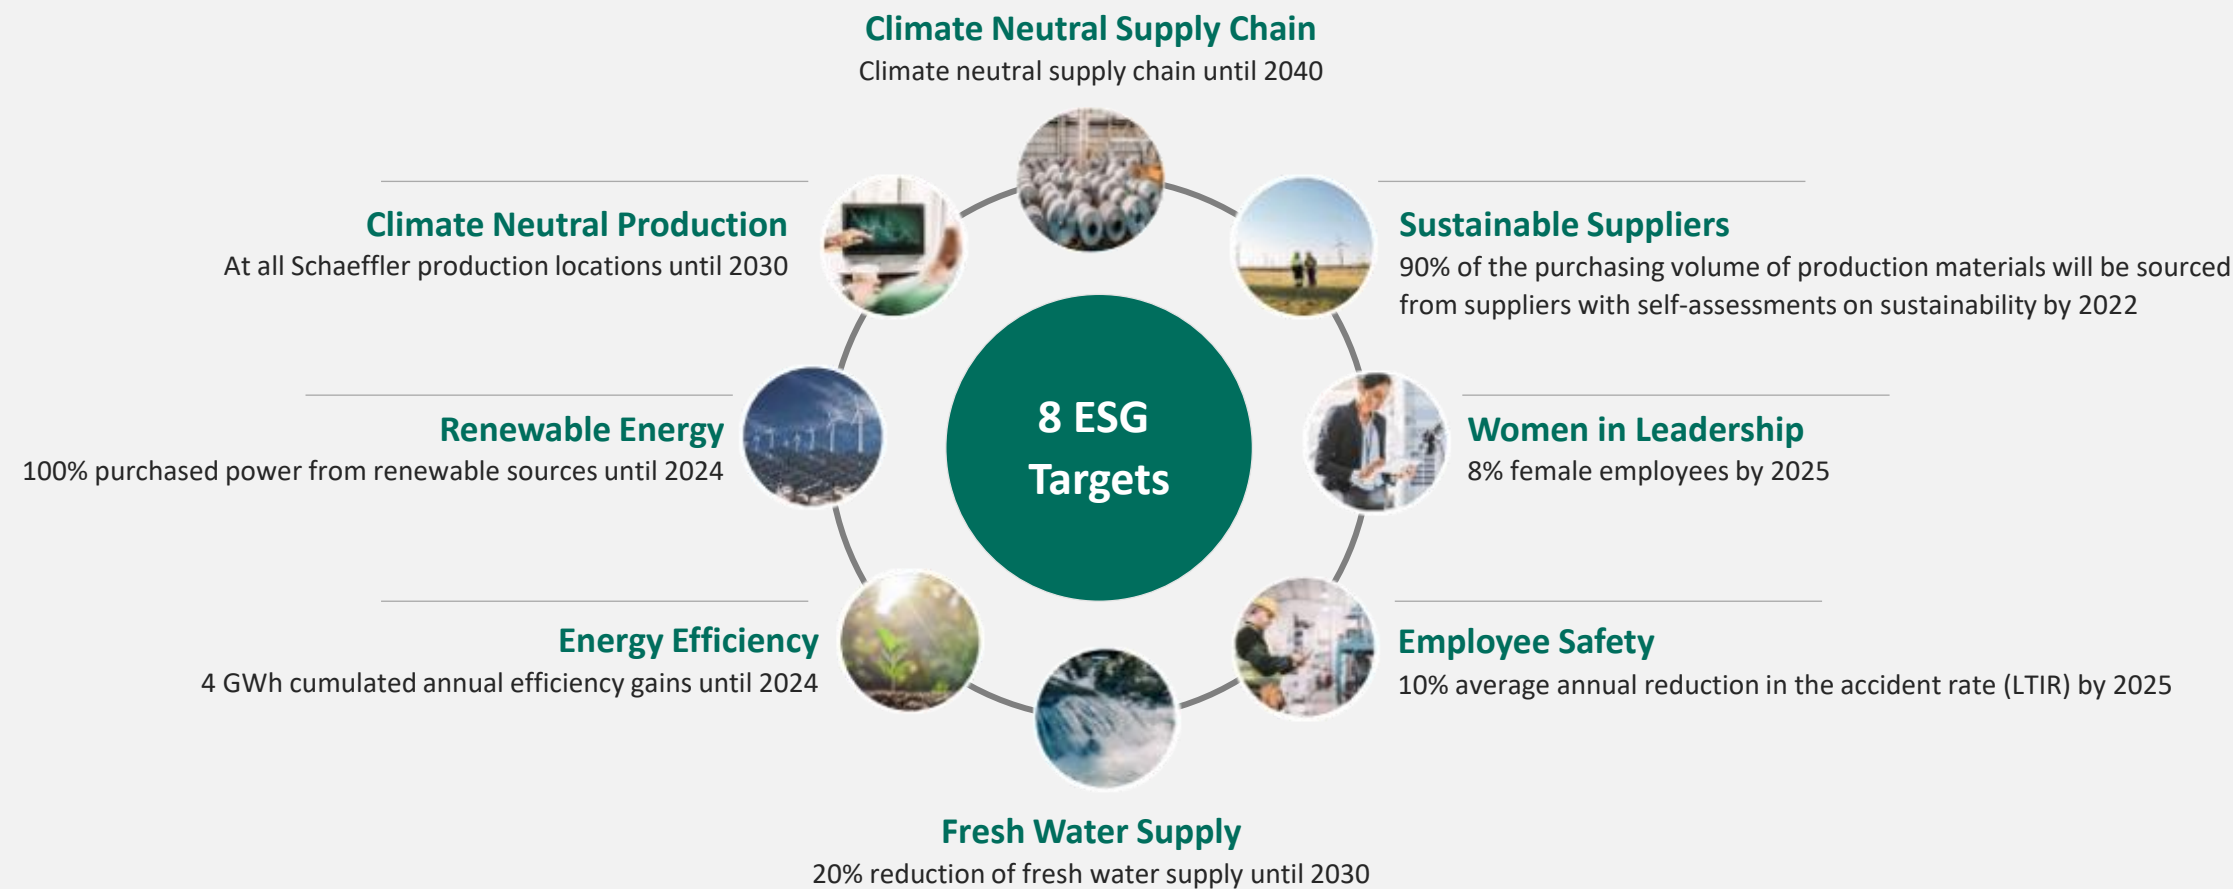 Climate Neutral Supply Chain
Climate neutral supply chain until 2040
Climate Neutral Production
At all Schaeffler production locations until 2030
Sustainable Suppliers
90% of the purchasing volume of production materials will be sourced
from suppliers with self-assessments on sustainability by 2022
8 ESG
Targets
Renewable Energy
100% purchased power from renewable sources until 2024
Women in Leadership
8% female employees by 2025
Energy Efficiency
4 GWh cumulated annual efficiency gains until 2024
Employee Safety
10% average annual reduction in the accident rate (LTIR) by 2025
Fresh Water Supply
20% reduction of fresh water supply until 2030